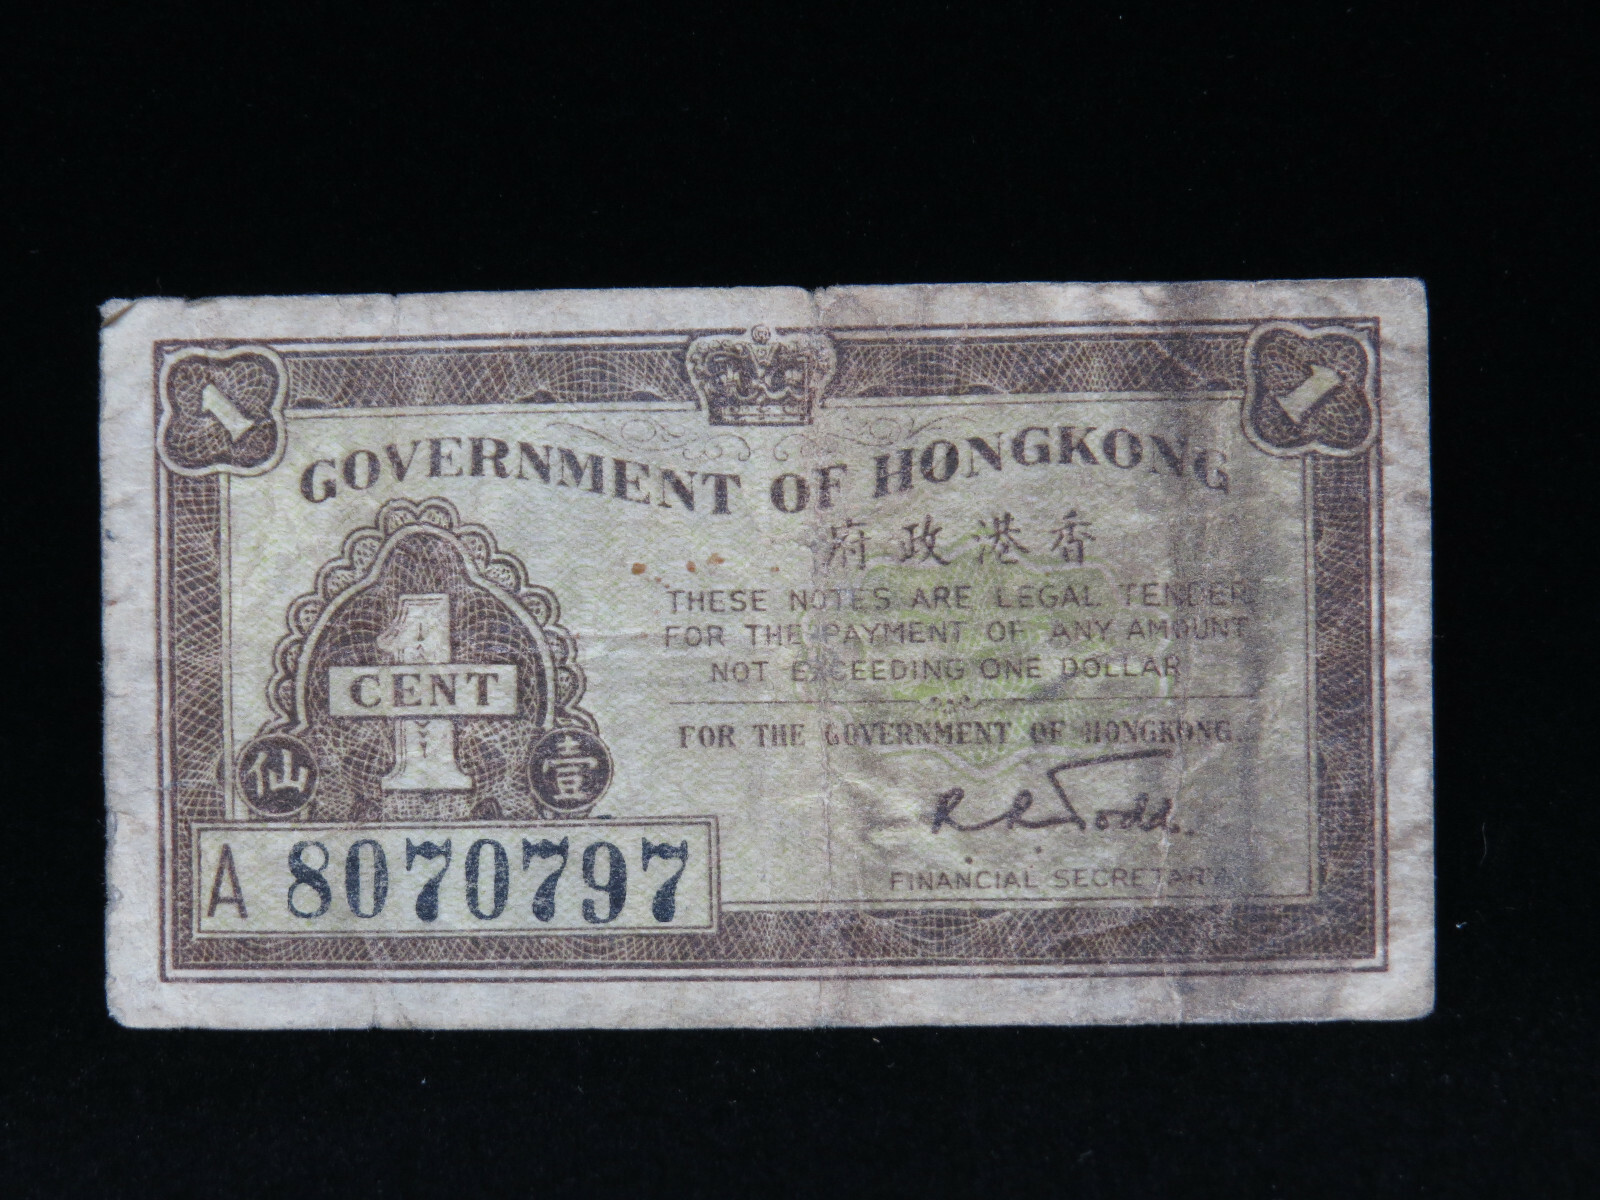 1
1
GOVERNMENT OF HONGKONG
府政港香
THESE NOTES ARE LEGAL TENDER
FOR THE PAYMENT OF ANY AMOUNT
NOT EXCEEDING ONE DOLLAR
1
CENT
仙 壹
FOR THE GOVERNMENT OF HONGKONG.
R R Todd.
FINANCIAL SECRETARY.
A 8070797